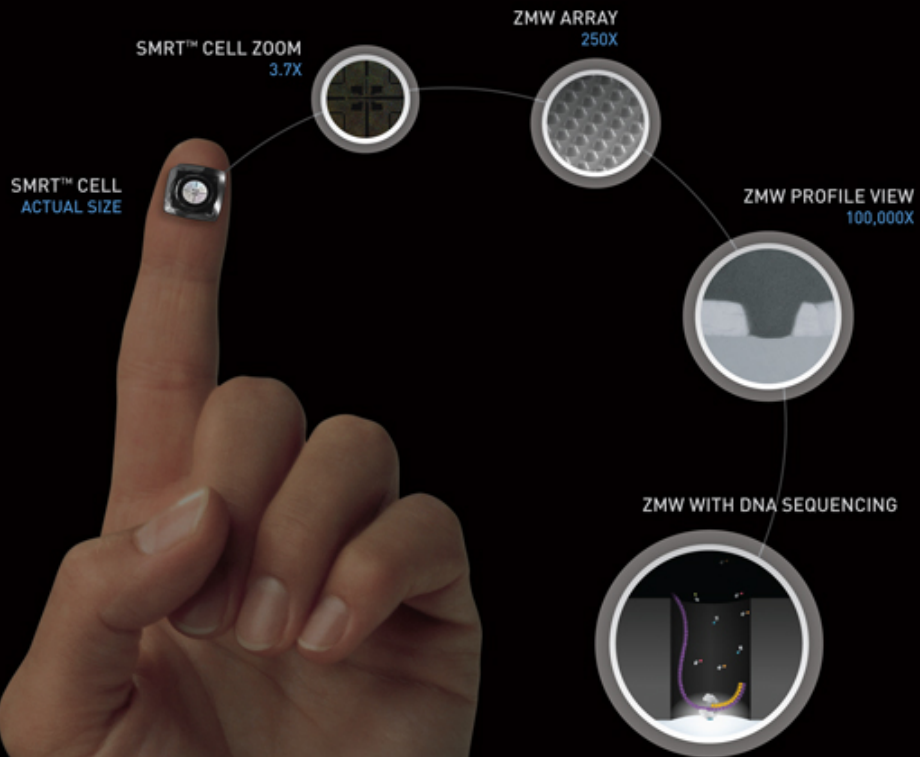 SMRT™ CELL ZOOM
3.7X
ZMW ARRAY
250X
SMRT™ CELL
ACTUAL SIZE
ZMW PROFILE VIEW
100,000X
ZMW WITH DNA SEQUENCING